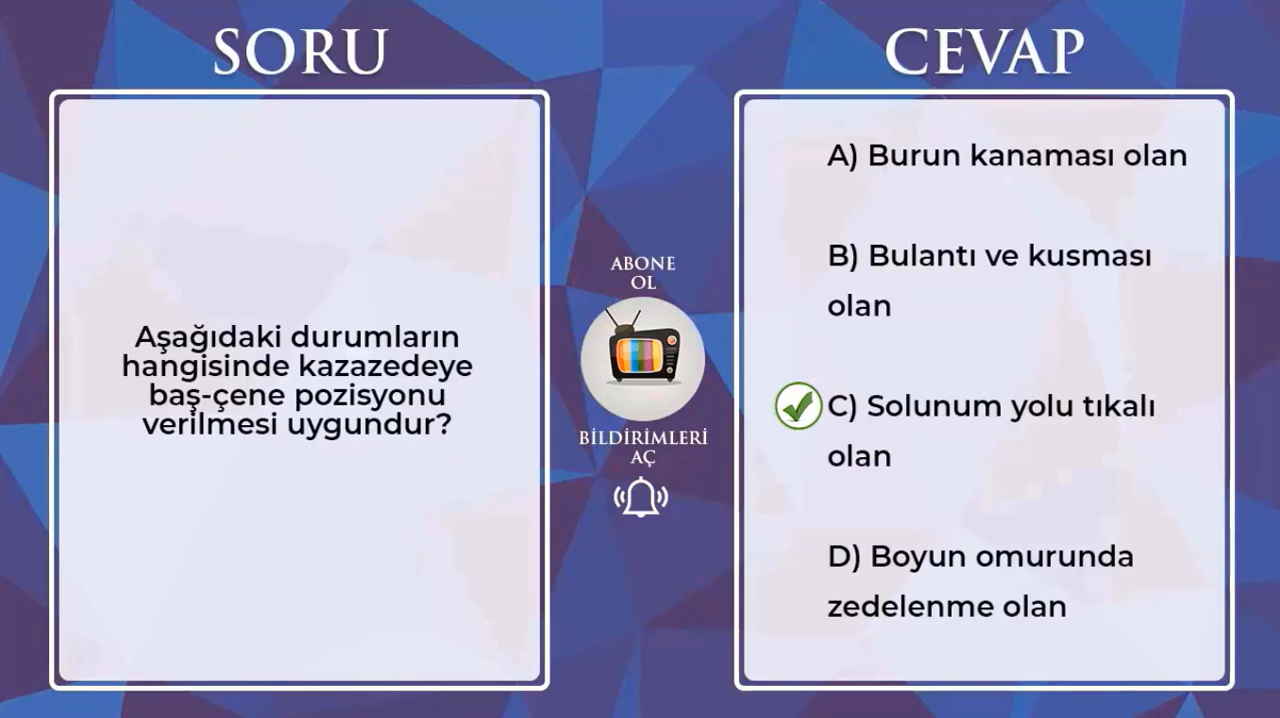 SORU
Aşağıdaki durumların
hangisinde kazazedeye
baş-çene pozisyonu
verilmesi uygundur?
ABONE
OL
BİLDİRİMLERİ
AÇ
CEVAP
A) Burun kanaması olan
B) Bulantı ve kusması
olan
C) Solunum yolu tıkalı
olan
D) Boyun omurunda
zedelenme olan